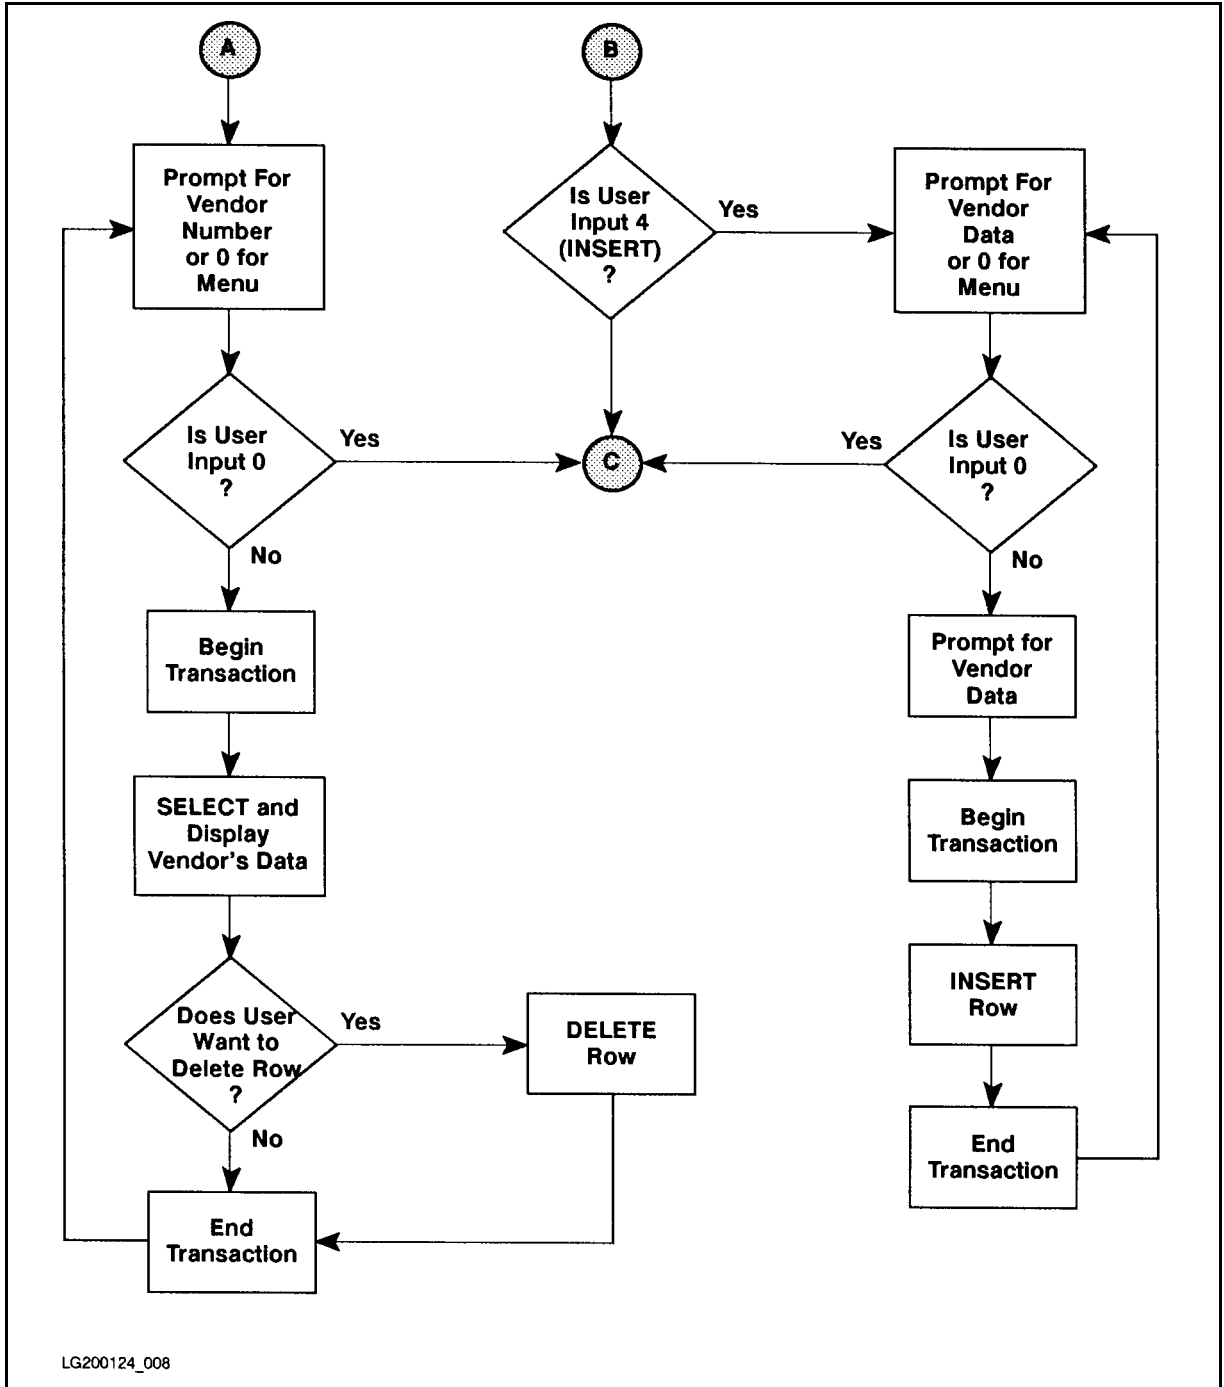 A
Prompt For
Vendor
Number
or 0 for
Menu
Is User
Input 0
?
Yes
No
Begin
Transaction
SELECT and
Display
Vendor's Data
Does User
Want to
Delete Row
?
Yes
No
DELETE
Row
End
Transaction
B
Is User
Input 4
(INSERT)
?
Yes
C
Prompt For
Vendor
Data
or 0 for
Menu
Is User
Input 0
?
Yes
No
Prompt for
Vendor
Data
Begin
Transaction
INSERT
Row
End
Transaction
LG200124_008